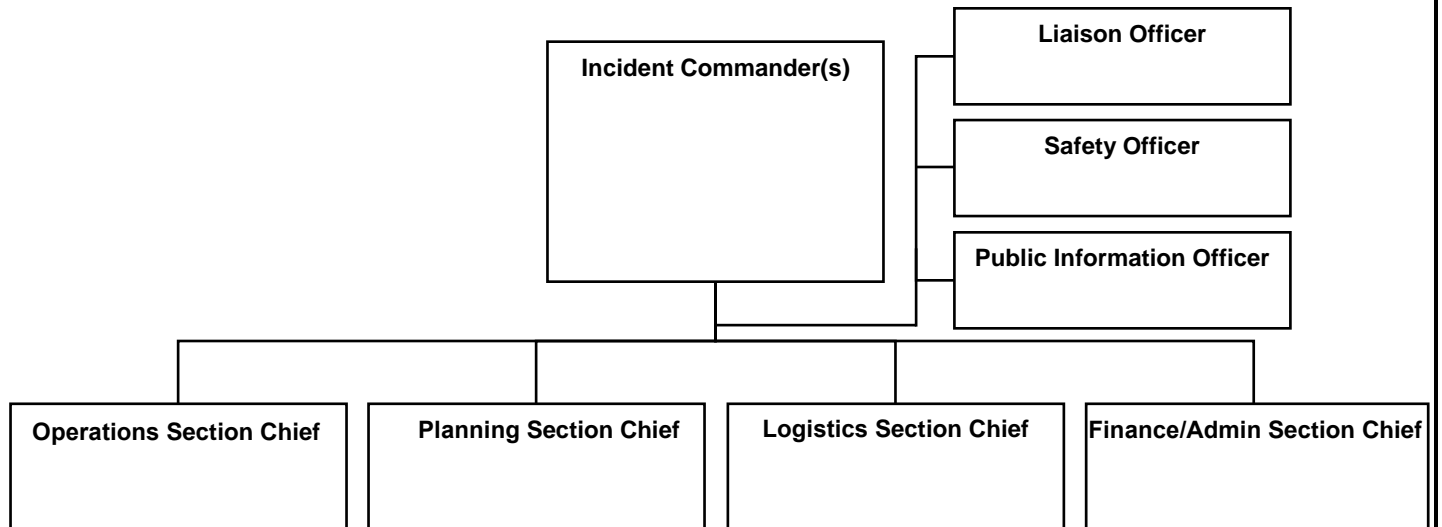 Incident Commander(s)
Liaison Officer
Safety Officer
Public Information Officer
Operations Section Chief
Planning Section Chief
Logistics Section Chief
Finance/Admin Section Chief